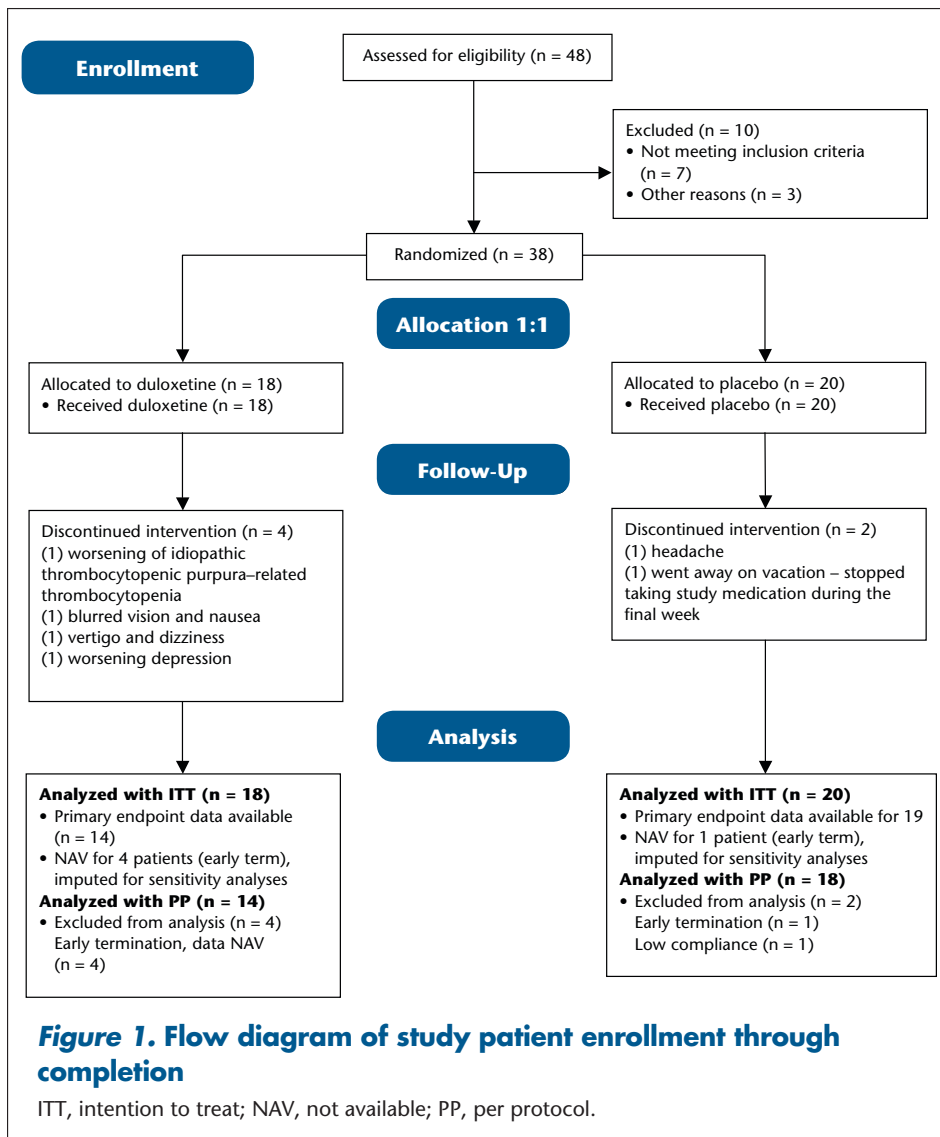 Enrollment
Assessed for eligibility (n = 48)
Excluded (n = 10)
• Not meeting inclusion criteria
(n = 7)
• Other reasons (n = 3)
Randomized (n = 38)
Allocation 1:1
Allocated to duloxetine (n = 18)
• Received duloxetine (n = 18)
Allocated to placebo (n = 20)
• Received placebo (n = 20)
Follow-Up
Discontinued intervention (n = 4)
(1) worsening of idiopathic
thrombocytopenic purpura–related
thrombocytopenia
(1) blurred vision and nausea
(1) vertigo and dizziness
(1) worsening depression
Discontinued intervention (n = 2)
(1) headache
(1) went away on vacation – stopped
taking study medication during the
final week
Analysis
Analyzed with ITT (n = 18)
• Primary endpoint data available
(n = 14)
• NAV for 4 patients (early term),
imputed for sensitivity analyses
Analyzed with PP (n = 14)
• Excluded from analysis (n = 4)
Early termination, data NAV
(n = 4)
Analyzed with ITT (n = 20)
• Primary endpoint data available for 19
• NAV for 1 patient (early term),
imputed for sensitivity analyses
Analyzed with PP (n = 18)
• Excluded from analysis (n = 2)
Early termination (n = 1)
Low compliance (n = 1)
Figure 1. Flow diagram of study patient enrollment through
completion
ITT, intention to treat; NAV, not available; PP, per protocol.